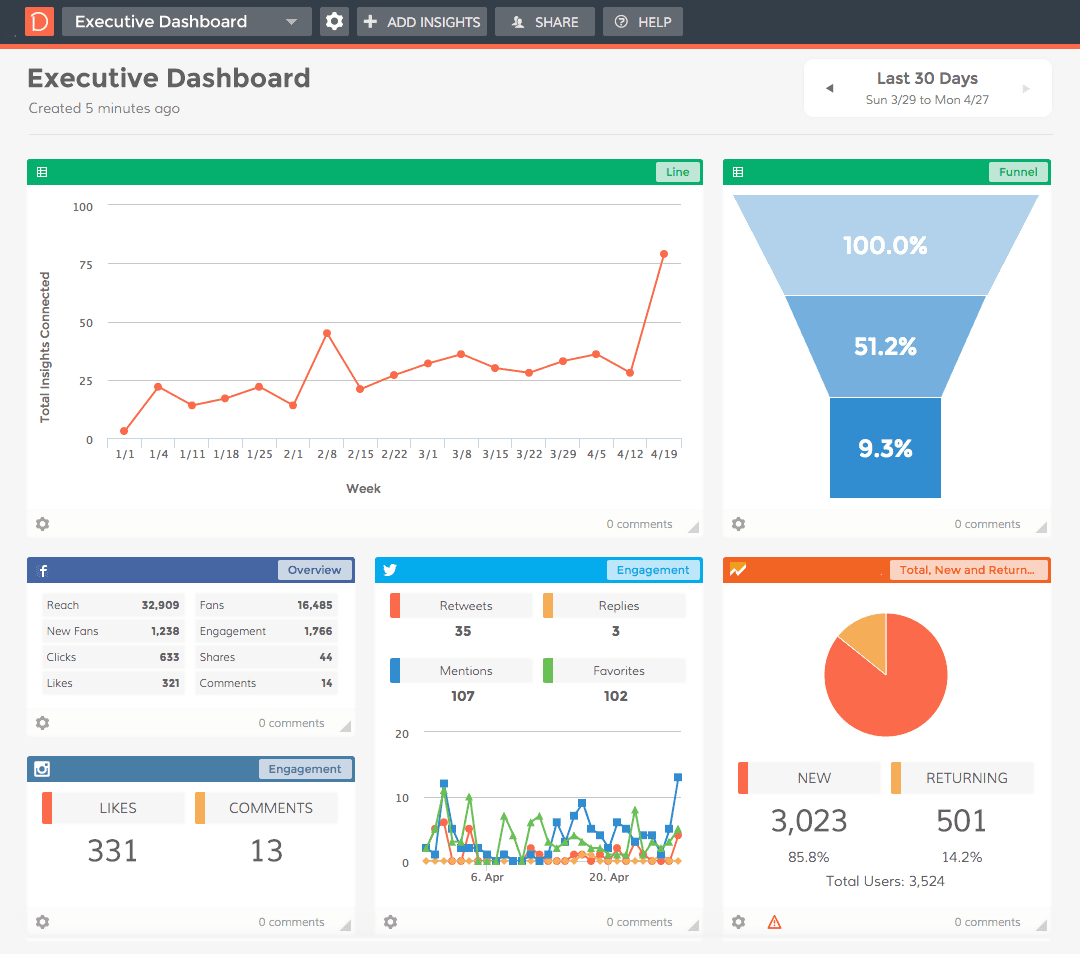 Executive Dashboard
ADD INSIGHTS
SHARE
HELP
Executive Dashboard
Created 5 minutes ago
Last 30 Days
Sun 3/29 to Mon 4/27
Line
100
75
50
25
0
Total Insights Connected
1/1 1/4 1/11 1/18 1/25 2/1 2/8 2/15 2/22 3/1 3/8 3/15 3/22 3/29 4/5 4/12 4/19
Week
0 comments
Funnel
100.0%
51.2%
9.3%
0 comments
Overview
Reach 32,909 Fans 16,485
New Fans 1,238 Engagement 1,766
Clicks 633 Shares 44
Likes 321 Comments 14
0 comments
Engagement
LIKES COMMENTS
331 13
0 comments
Engagement
Retweets Replies
35 3
Mentions Favorites
107 102
20
10
0
6. Apr 20. Apr
0 comments
Total, New and Return...
NEW RETURNING
3,023 501
85.8% 14.2%
Total Users: 3,524
0 comments